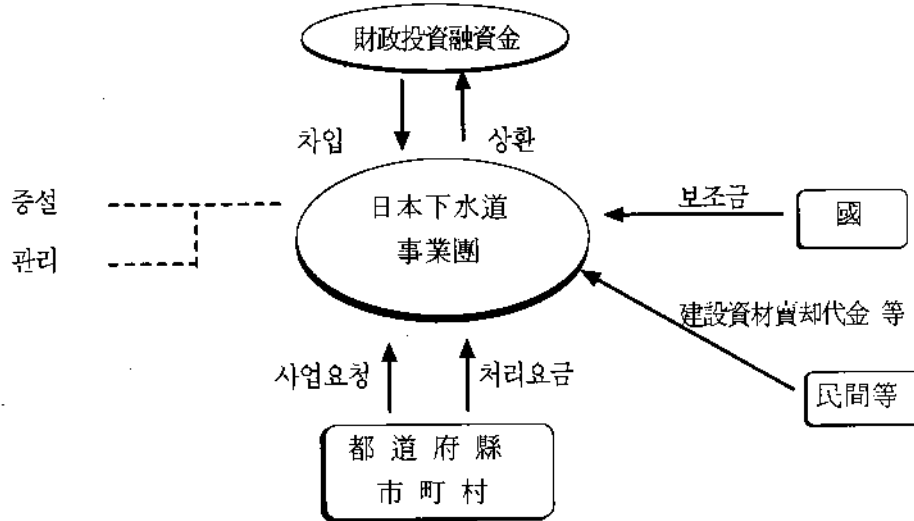 財政投資融資金
차입
상환
증설
관리
日本下水道
事業團
보조금
國
建設資材賣却代金 等
民間等
사업요청
처리요금
都 道 府 縣
市 町 村